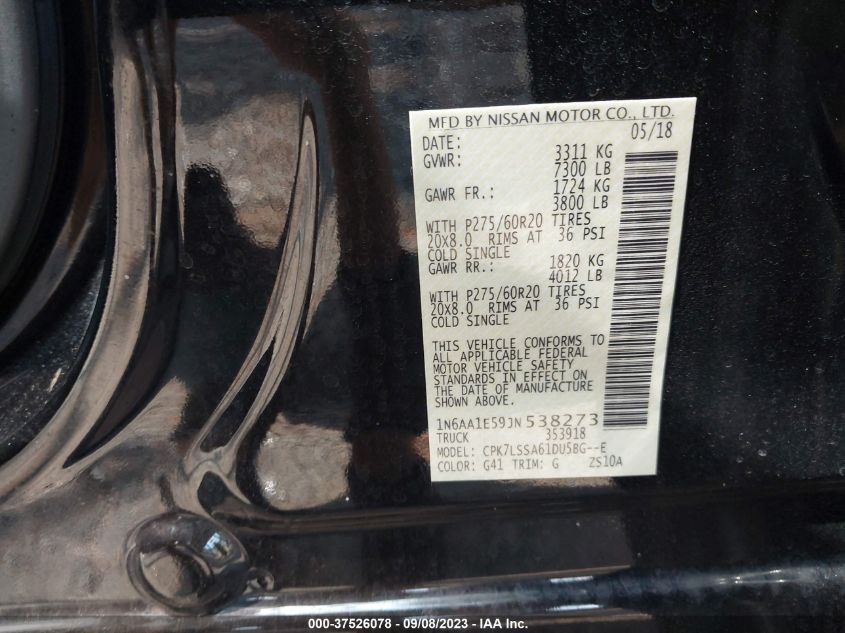 MFD BY NISSAN MOTOR CO., LTD.
DATE: 05/18
GVWR: 3311 KG
7300 LB
GAWR FR.: 1724 KG
3800 LB
WITH P275/60R20 TIRES
20X8.0 RIMS AT 36 PSI
COLD SINGLE
GAWR RR.: 1820 KG
4012 LB
WITH P275/60R20 TIRES
20X8.0 RIMS AT 36 PSI
COLD SINGLE
THIS VEHICLE CONFORMS TO
ALL APPLICABLE FEDERAL
MOTOR VEHICLE SAFETY
STANDARDS IN EFFECT ON
THE DATE OF MANUFACTURE
SHOWN ABOVE.
1N6AA1E59JN538273
TRUCK 353918
MODEL: CPK7LSSA61DU5BG--E
COLOR: G41 TRIM: G ZS10A
000-37526078 - 09/08/2023 - IAA Inc.